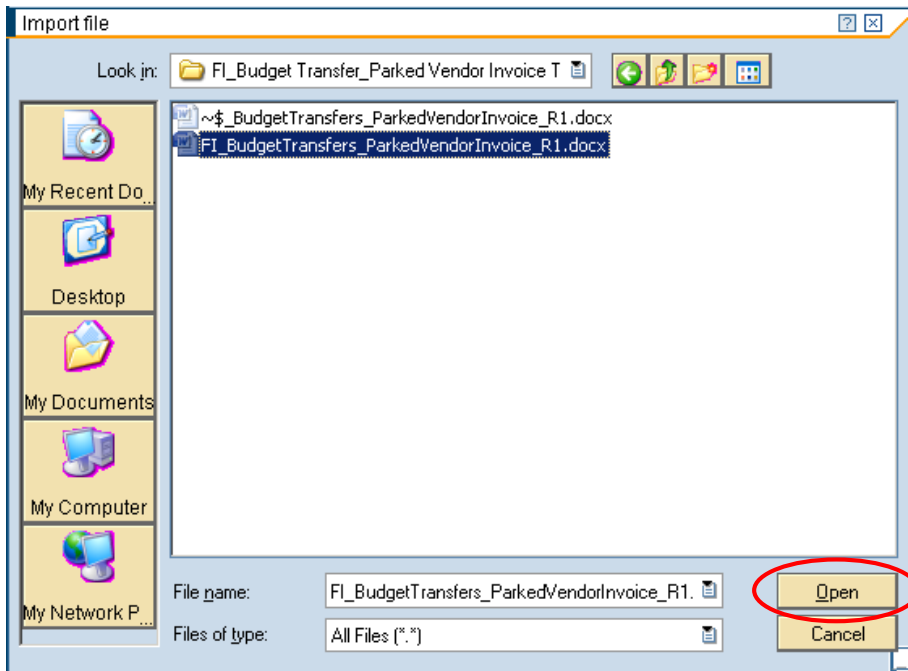 Import file
Look in: FI_Budget Transfer_Parked Vendor Invoice T
~$_BudgetTransfers_ParkedVendorInvoice_R1.docx
FI_BudgetTransfers_ParkedVendorInvoice_R1.docx
My Recent Do...
Desktop
My Documents
My Computer
My Network P...
File name: FI_BudgetTransfers_ParkedVendorInvoice_R1. Open
Files of type: All Files (*.*) Cancel